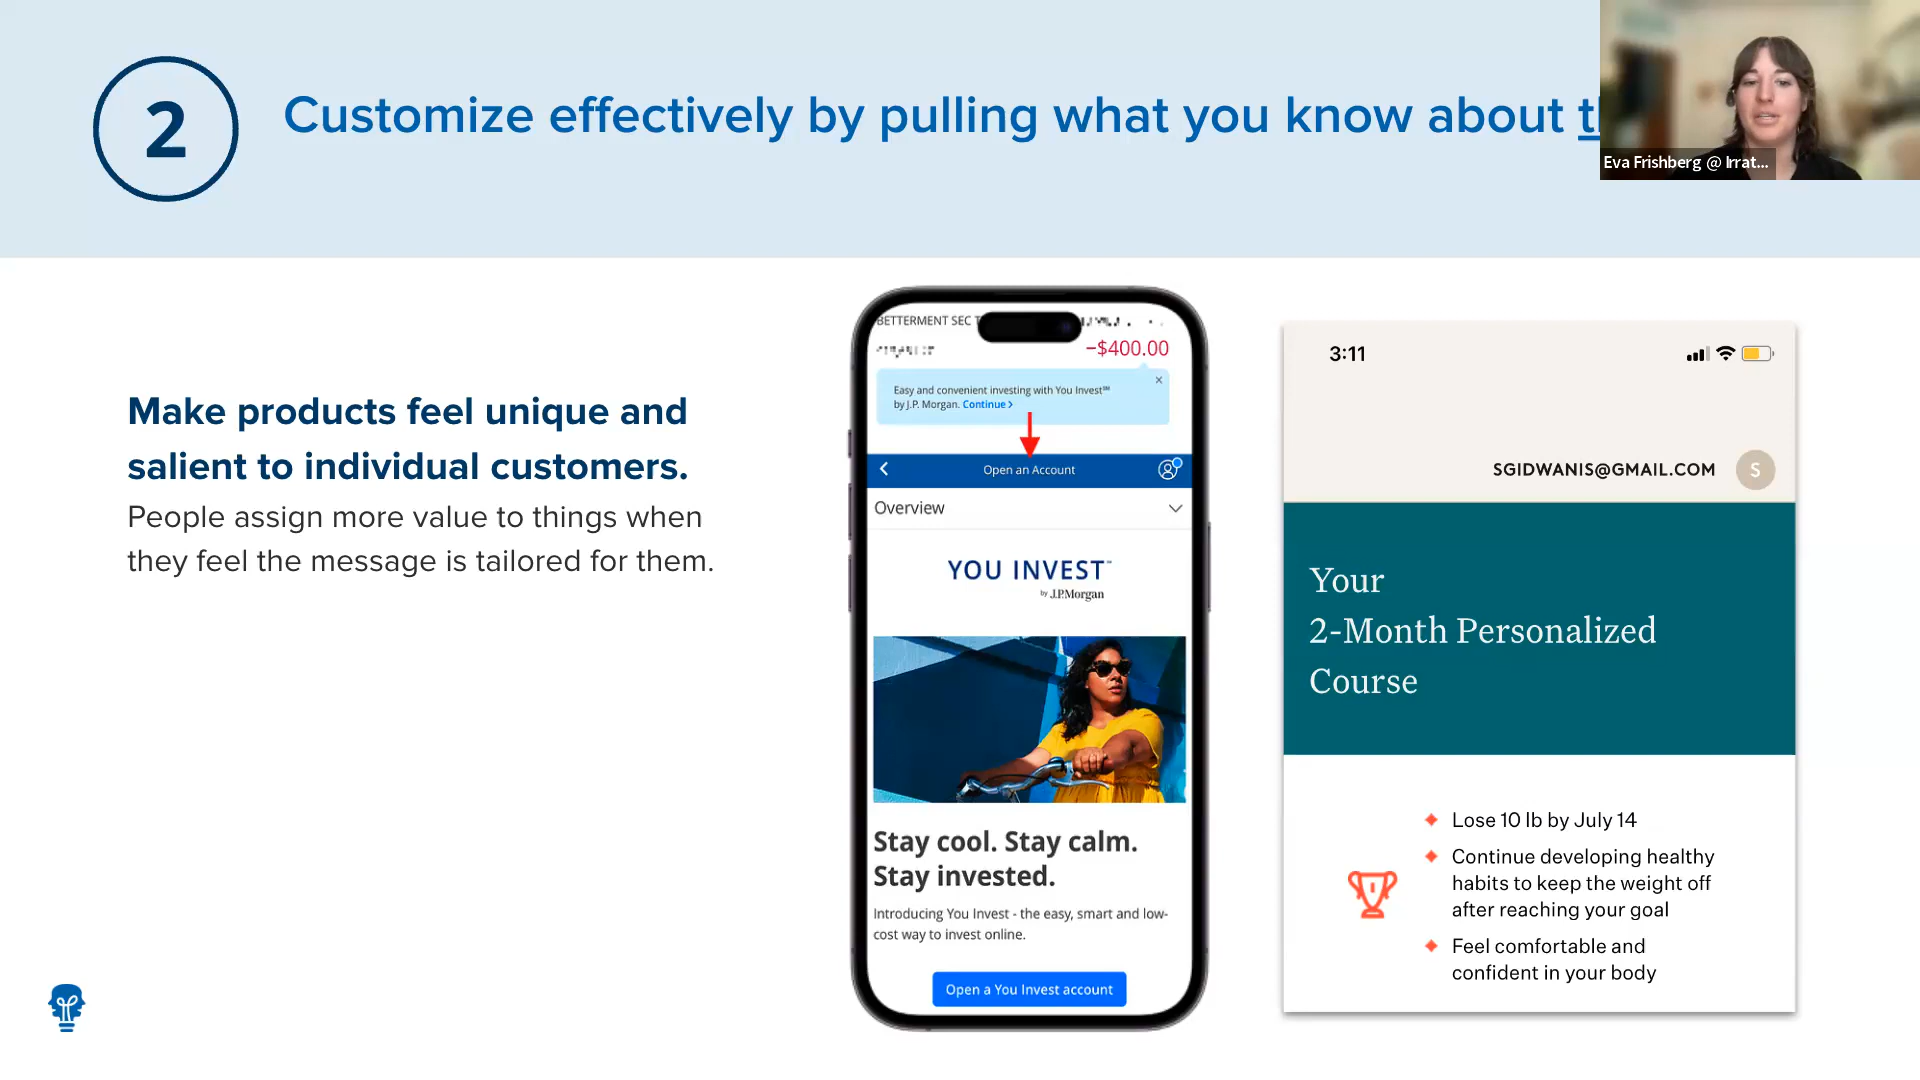 2
Customize effectively by pulling what you know about
Eva Frishberg @ Irrat...
Make products feel unique and
salient to individual customers.
People assign more value to things when
they feel the message is tailored for them.
BETTERMENT SEC
−$400.00
Easy and convenient investing with You Invest℠
by J.P. Morgan. Continue >
Open an Account
Overview
YOU INVEST℠
by J.P.Morgan
Stay cool. Stay calm.
Stay invested.
Introducing You Invest - the easy, smart and low-
cost way to invest online.
Open a You Invest account
3:11
SGIDWANIS@GMAIL.COM
S
Your
2-Month Personalized
Course
Lose 10 lb by July 14
Continue developing healthy
habits to keep the weight off
after reaching your goal
Feel comfortable and
confident in your body